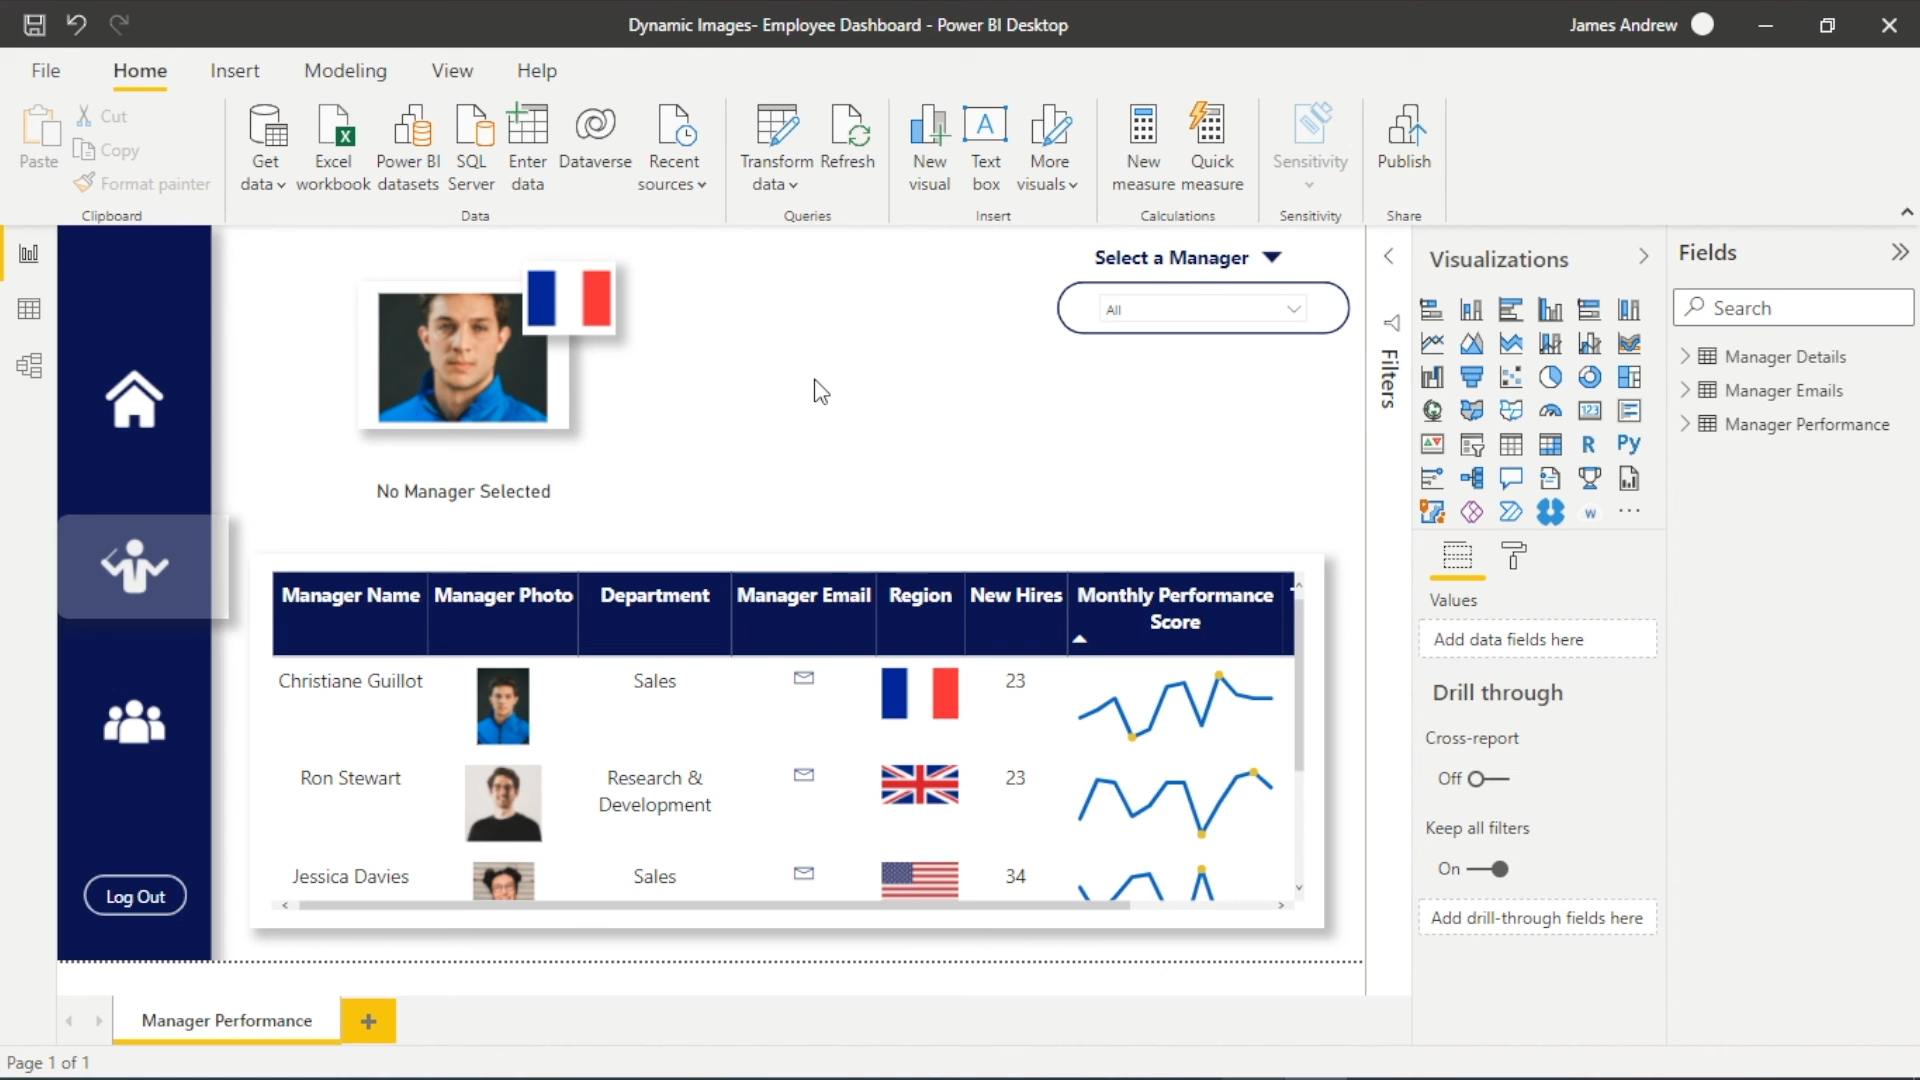 Dynamic Images- Employee Dashboard - Power BI Desktop
James Andrew
File Home Insert Modeling View Help
Paste
Cut
Copy
Format painter
Clipboard
Get data
Excel workbook
Power BI datasets
SQL Server
Enter data
Dataverse
Recent sources
Data
Transform data
Refresh
Queries
New visual
Text box
More visuals
Insert
New measure
Quick measure
Calculations
Sensitivity
Sensitivity
Publish
Share
Log Out
No Manager Selected
Select a Manager
All
Manager Name Manager Photo Department Manager Email Region New Hires Monthly Performance Score
Christiane Guillot Sales 23
Ron Stewart Research & Development 23
Jessica Davies Sales 34
Filters
Visualizations
R
Py
123
W
Values
Add data fields here
Drill through
Cross-report
Off
Keep all filters
On
Add drill-through fields here
Fields
Search
Manager Details
Manager Emails
Manager Performance
Manager Performance
+
Page 1 of 1